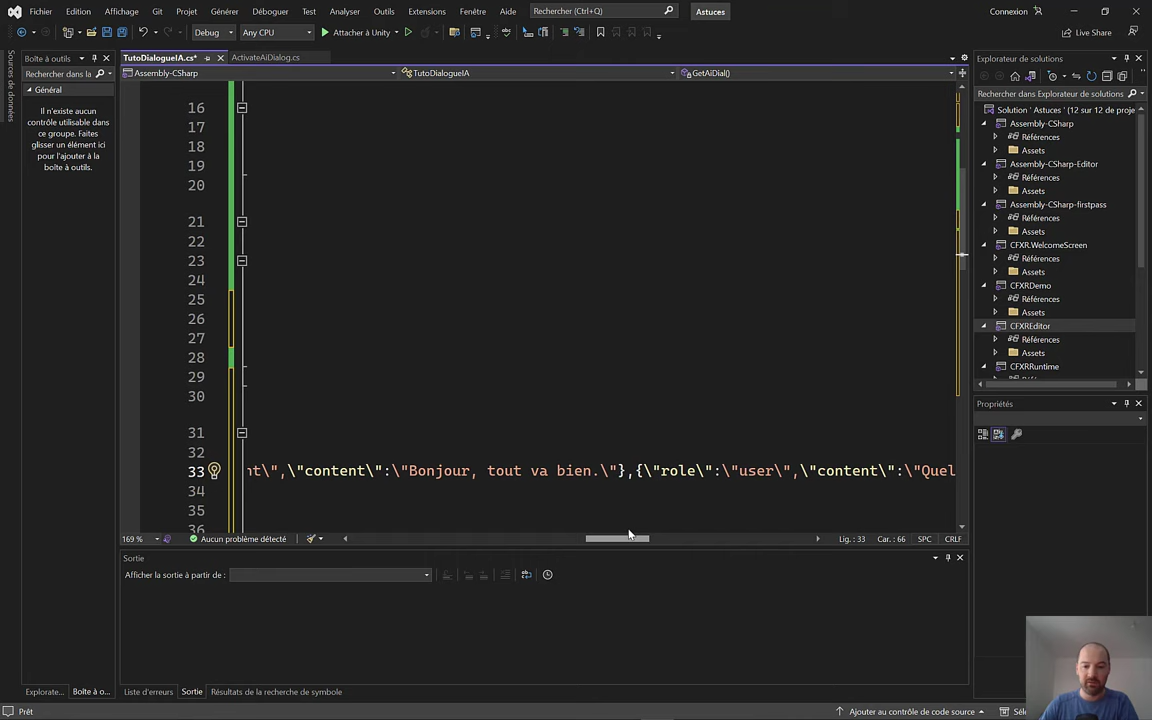 Fichier Edition Affichage Git Projet Générer Déboguer Test Analyser Outils Extensions Fenêtre Aide Rechercher (Ctrl+Q) Astuces Connexion
Debug Any CPU Attacher à Unity Live Share
Sources de données
Boîte à outils
Rechercher dans la
Général
Il n'existe aucun
contrôle utilisable
dans ce groupe. Faites
glisser un élément ici
pour l'ajouter à la
boîte à outils.
TutoDialogueIA.cs* ActivateAiDialog.cs
Assembly-CSharp TutoDialogueIA GetAiDial()
16
17
18
19
20
21
22
23
24
25
26
27
28
29
30
31
32
33 nt\",\"content\":\"Bonjour, tout va bien.\"},{\"role\":\"user\",\"content\":\"Quel
34
35
36
169 % Aucun problème détecté Lig. : 33 Car. : 66 SPC CRLF
Sortie
Afficher la sortie à partir de :
Explorateur de solutions
Rechercher dans Explorateur de solutions
Solution ' Astuces ' (12 sur 12 de proje
Assembly-CSharp
Références
Assets
Assembly-CSharp-Editor
Références
Assets
Assembly-CSharp-firstpass
Références
Assets
CFXR.WelcomeScreen
Références
Assets
CFXRDemo
Références
Assets
CFXREditor
Références
Assets
CFXRRuntime
Propriétés
Explorate... Boîte à o... Liste d'erreurs Sortie Résultats de la recherche de symbole
Prêt Ajouter au contrôle de code source Séle